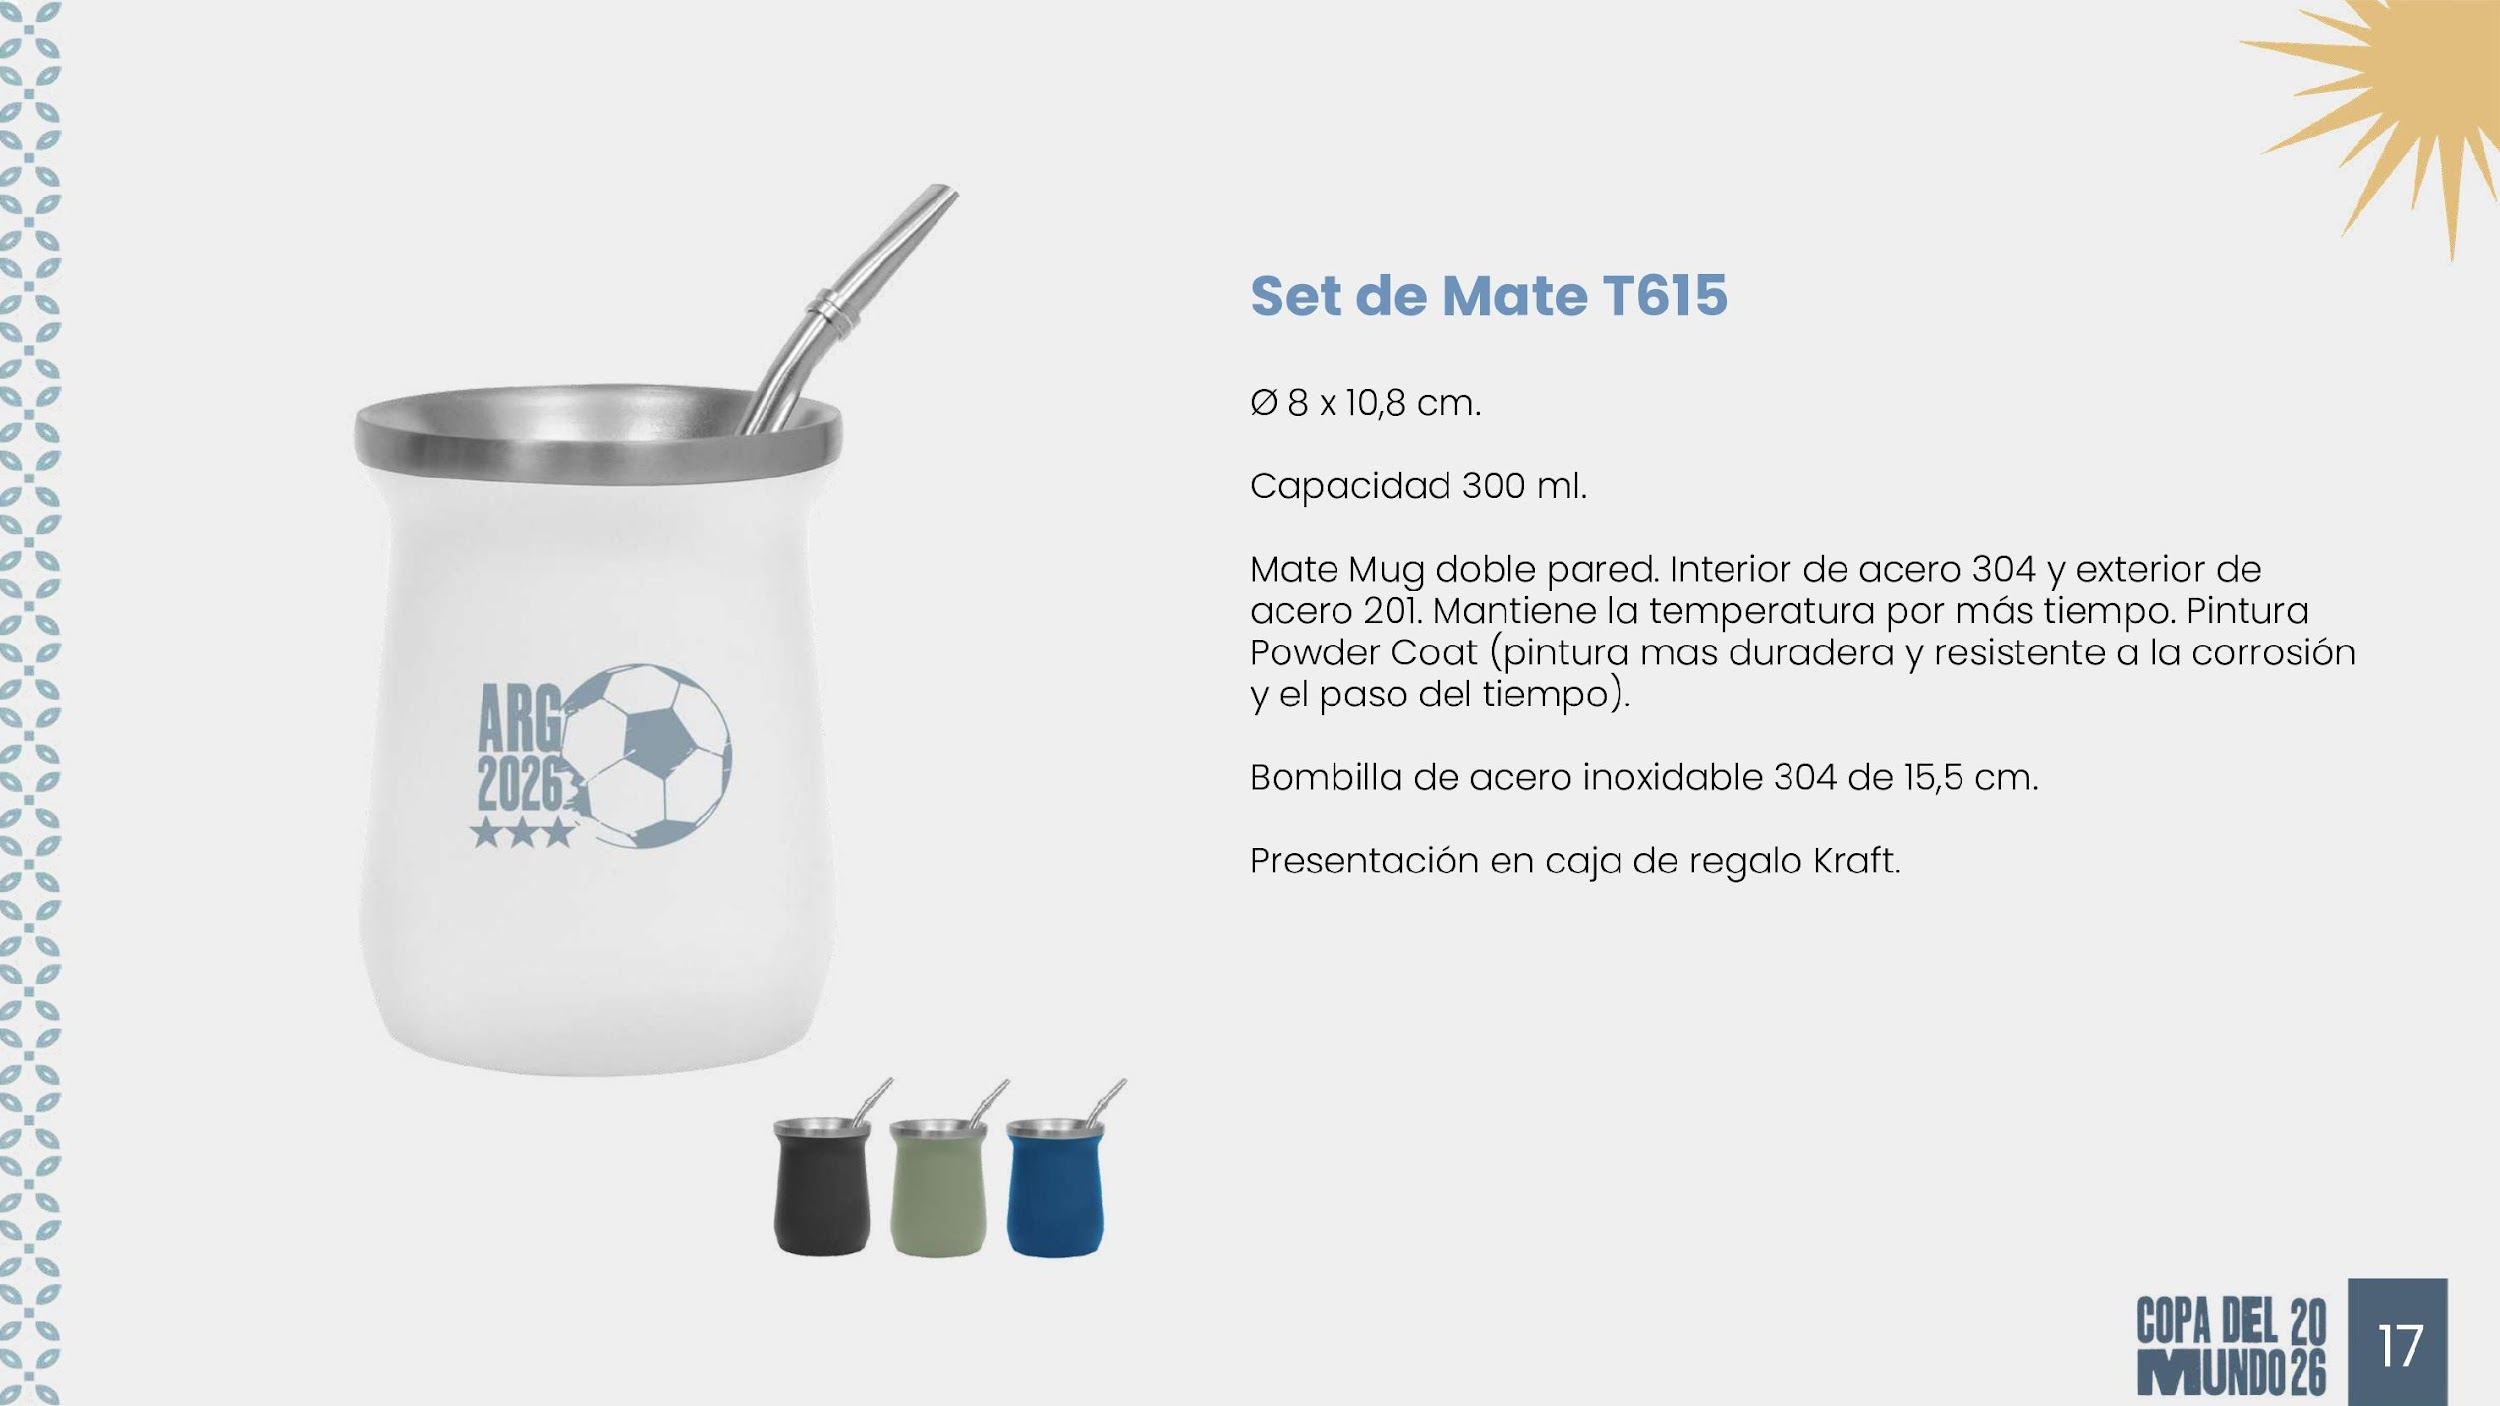 Set de Mate T615
Ø 8 x 10,8 cm.
Capacidad 300 ml.
Mate Mug doble pared. Interior de acero 304 y exterior de
acero 201. Mantiene la temperatura por más tiempo. Pintura
Powder Coat (pintura mas duradera y resistente a la corrosión
y el paso del tiempo).
Bombilla de acero inoxidable 304 de 15,5 cm.
Presentación en caja de regalo Kraft.
ARG
2026
COPA DEL 20
MUNDO 26
17